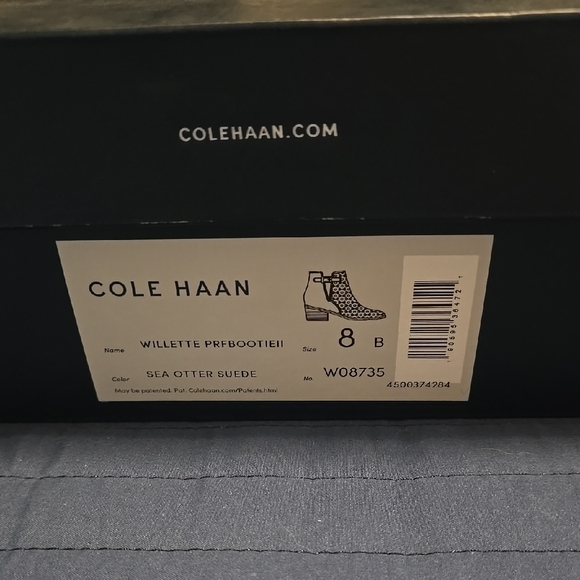 COLEHAAN.COM
COLE HAAN
Name WILLETTE PRFBOOTIEII Size 8 B
Color SEA OTTER SUEDE No. W08735
May be patented. Pat. Colehaan.com/Patents.html
4500374284